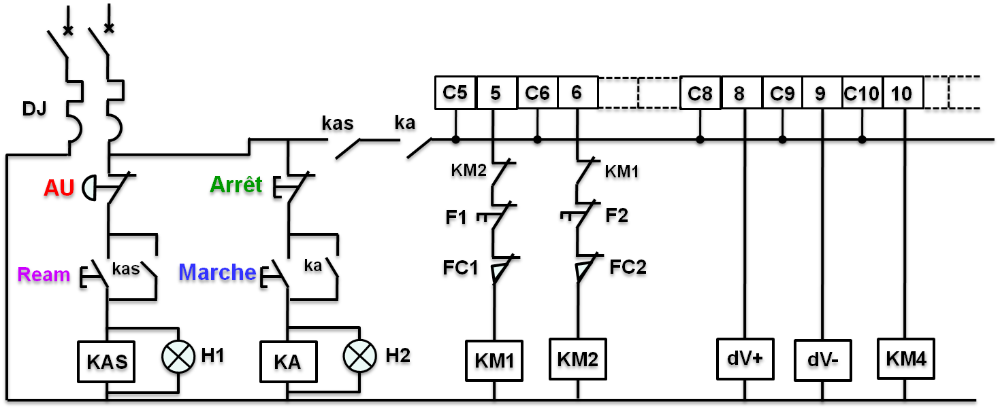 C5 5 C6 6 C8 8 C9 9 C10 10
DJ
kas ka
KM2 KM1
AU Arrêt
F1 F2
Ream kas Marche ka FC1 FC2
KAS H1 KA H2 KM1 KM2 dV+ dV- KM4